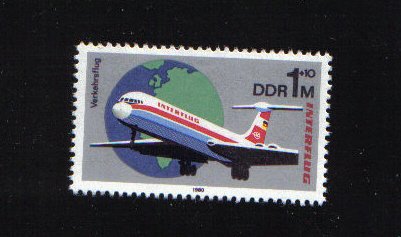 Verkehrsflug
DDR 1+10 M
INTERFLUG
INTERFLUG
1980